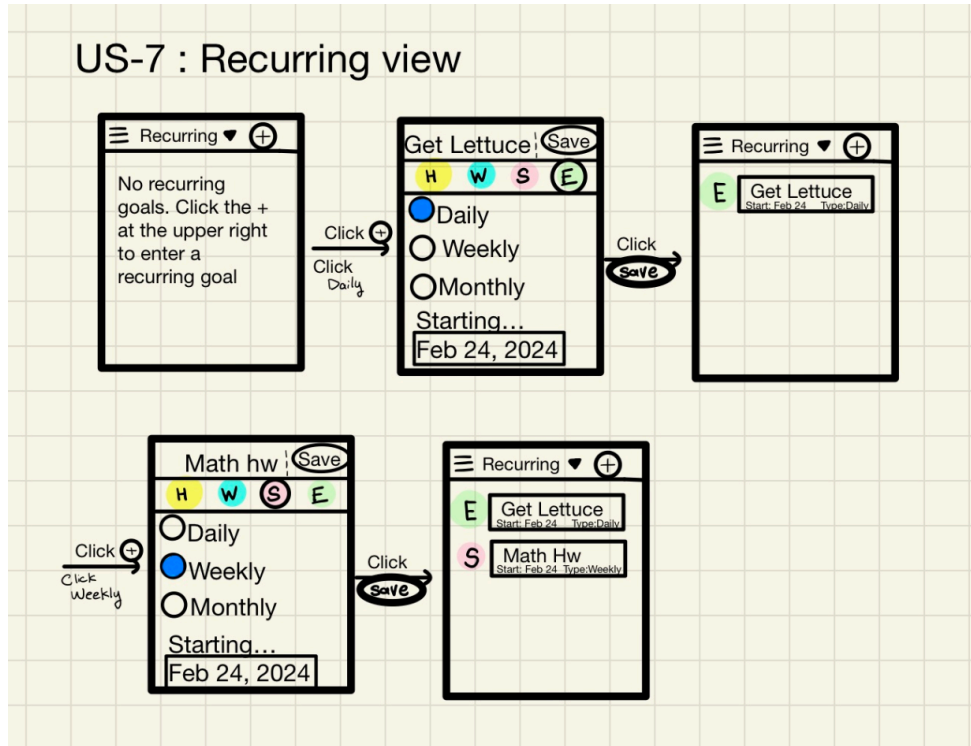 US-7 : Recurring view
Recurring
No recurring
goals. Click the +
at the upper right
to enter a
recurring goal
Click +
Click
Daily
Get Lettuce Save
H W S E
Daily
Weekly
Monthly
Starting...
Feb 24, 2024
Click
save
Recurring
E Get Lettuce
Start: Feb 24 Type:Daily
Click +
Click
Weekly
Math hw Save
H W S E
Daily
Weekly
Monthly
Starting...
Feb 24, 2024
Click
save
Recurring
E Get Lettuce
Start: Feb 24 Type:Daily
S Math Hw
Start: Feb 24 Type:Weekly